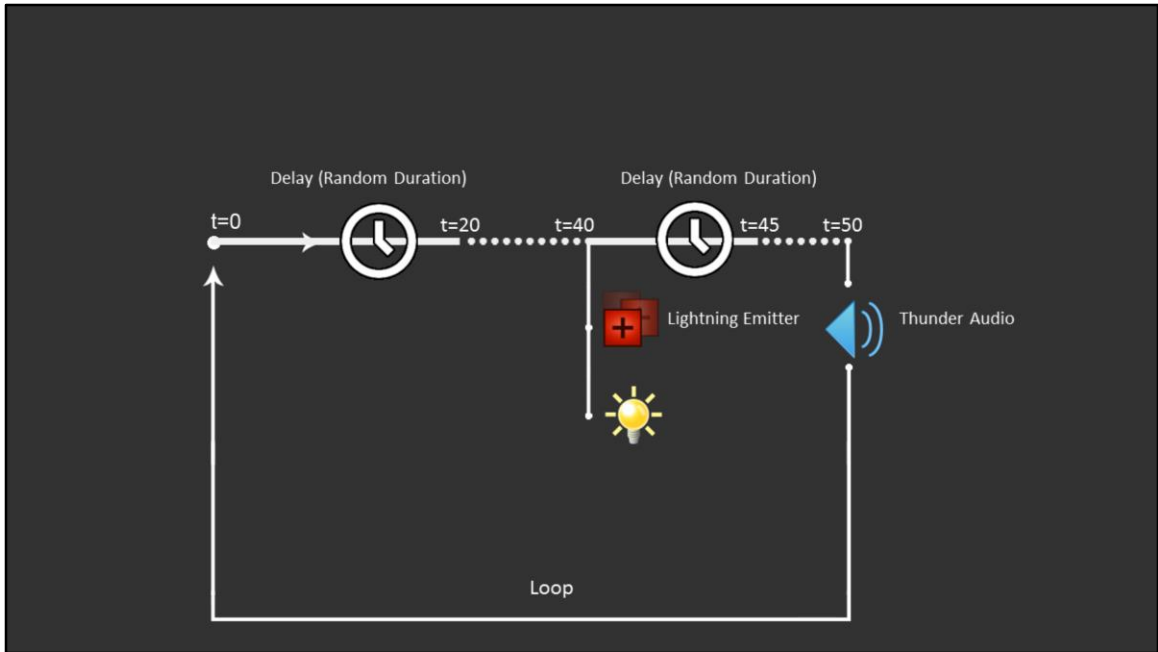 Delay (Random Duration)
Delay (Random Duration)
t=0
t=20
t=40
t=45
t=50
Lightning Emitter
Thunder Audio
Loop